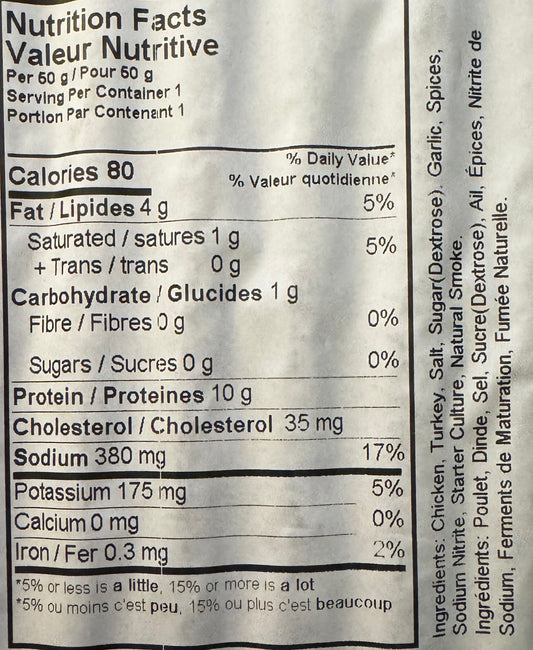 Nutrition Facts
Valeur Nutritive
Per 60 g / Pour 60 g
Serving Per Container 1
Portion Par Contenant 1
% Daily Value*
Calories 80
% Valeur quotidienne*
Fat / Lipides 4 g 5%
Saturated / satures 1 g 5%
+ Trans / trans 0 g
Carbohydrate / Glucides 1 g
Fibre / Fibres 0 g 0%
Sugars / Sucres 0 g 0%
Protein / Proteines 10 g
Cholesterol / Cholesterol 35 mg
Sodium 380 mg 17%
Potassium 175 mg 5%
Calcium 0 mg 0%
Iron / Fer 0.3 mg 2%
*5% or less is a little, 15% or more is a lot
*5% ou moins c'est peu, 15% ou plus c'est beaucoup
Ingredients: Chicken, Turkey, Salt, Sugar(Dextrose), Garlic, Spices,
Sodium Nitrite, Starter Culture, Natural Smoke.
Ingrédients: Poulet, Dinde, Sel, Sucre(Dextrose), Ail, Épices, Nitrite de
Sodium, Ferments de Maturation, Fumée Naturelle.